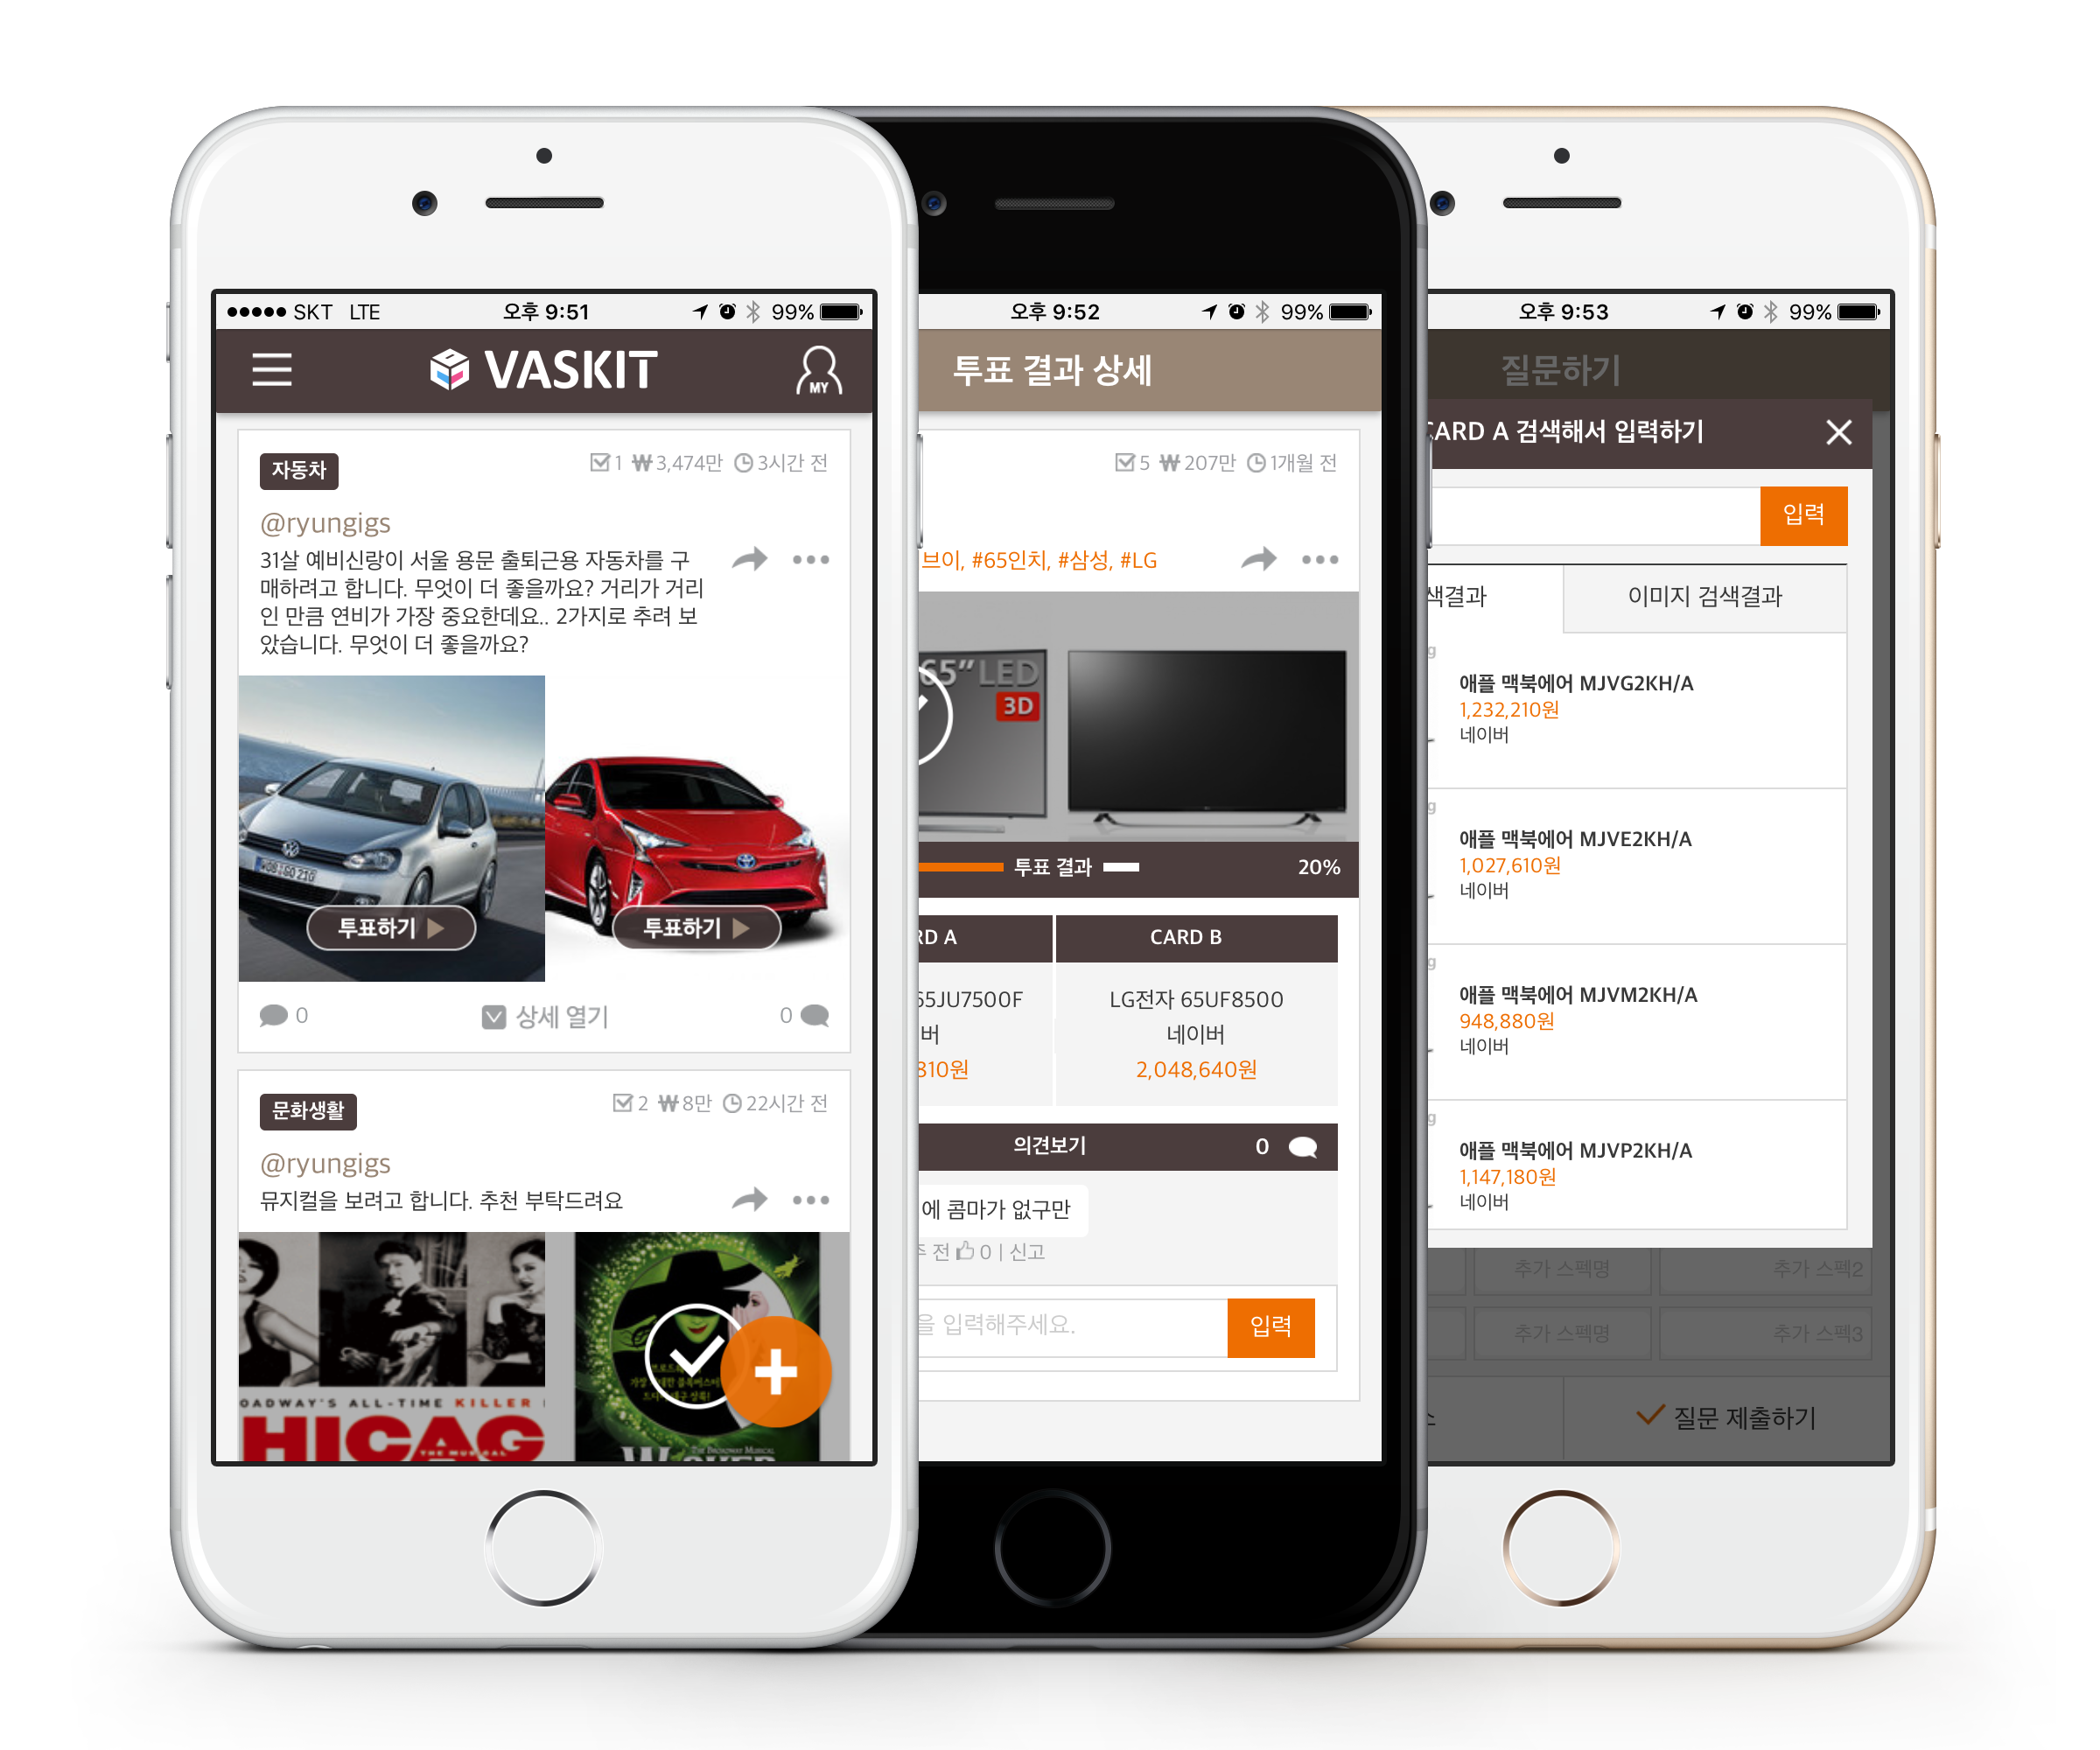 SKT LTE 오후 9:51 99%
VASKIT
MY
자동차
1 ₩3,474만 3시간 전
@ryungigs
31살 예비신랑이 서울 용문 출퇴근용 자동차를 구
매하려고 합니다. 무엇이 더 좋을까요? 거리가 거리
인 만큼 연비가 가장 중요한데요.. 2가지로 추려 보
았습니다. 무엇이 더 좋을까요?
투표하기
투표하기
0 상세 열기 0
문화생활
2 ₩8만 22시간 전
@ryungigs
뮤지컬을 보려고 합니다. 추천 부탁드려요
OADWAY'S ALL-TIME KILLER
HICAG
THE MUSICAL
THE BROADWAY MUSICAL
오후 9:52 99%
투표 결과 상세
5 ₩207만 1개월 전
브이, #65인치, #삼성, #LG
65" LED
3D
투표 결과 20%
RD A
CARD B
65JU7500F
버
810원
LG전자 65UF8500
네이버
2,048,640원
의견보기 0
에 콤마가 없구만
전 0 | 신고
을 입력해주세요.
입력
오후 9:53 99%
질문하기
CARD A 검색해서 입력하기
입력
색결과
이미지 검색결과
g
애플 맥북에어 MJVG2KH/A
1,232,210원
네이버
g
애플 맥북에어 MJVE2KH/A
1,027,610원
네이버
g
애플 맥북에어 MJVM2KH/A
948,880원
네이버
g
애플 맥북에어 MJVP2KH/A
1,147,180원
네이버
추가 스펙명 추가 스펙2
추가 스펙명 추가 스펙3
소
질문 제출하기